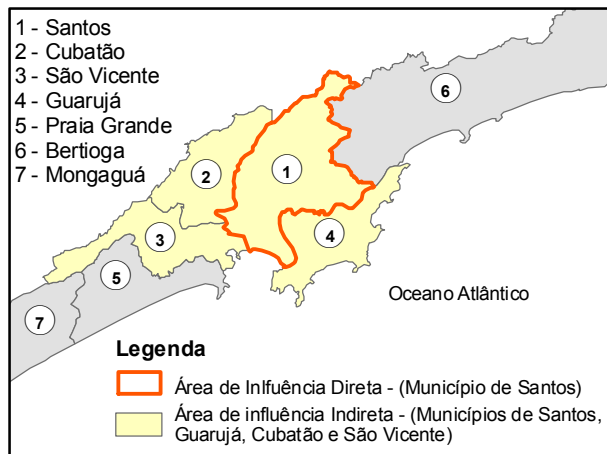 1 - Santos
2 - Cubatão
3 - São Vicente
4 - Guarujá
5 - Praia Grande
6 - Bertioga
7 - Mongaguá
6
1
2
3
4
5
7
Oceano Atlântico
Legenda
Área de Inlfuência Direta - (Município de Santos)
Área de influência Indireta - (Municípios de Santos,
Guarujá, Cubatão e São Vicente)